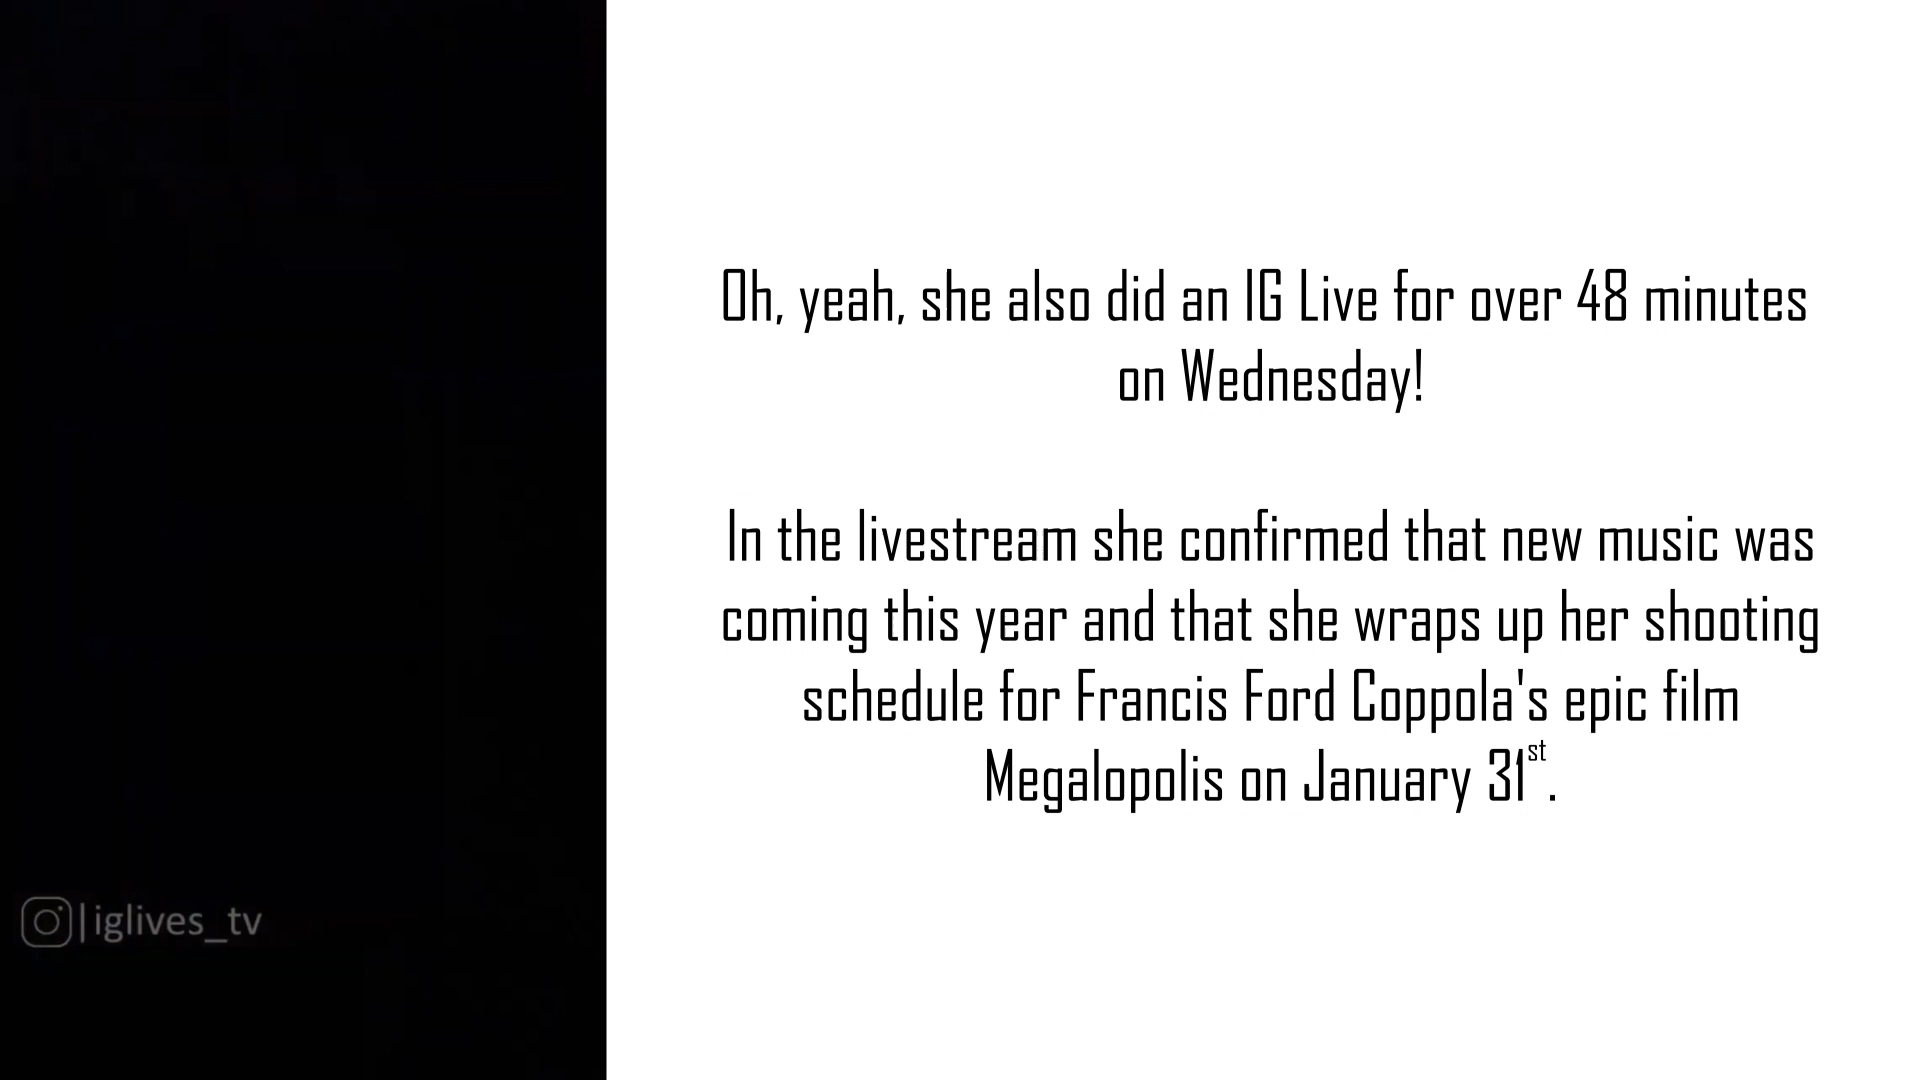 Oh, yeah, she also did an IG Live for over 48 minutes
on Wednesday!
In the livestream she confirmed that new music was
coming this year and that she wraps up her shooting
schedule for Francis Ford Coppola's epic film
Megalopolis on January 31st.
|iglives_tv